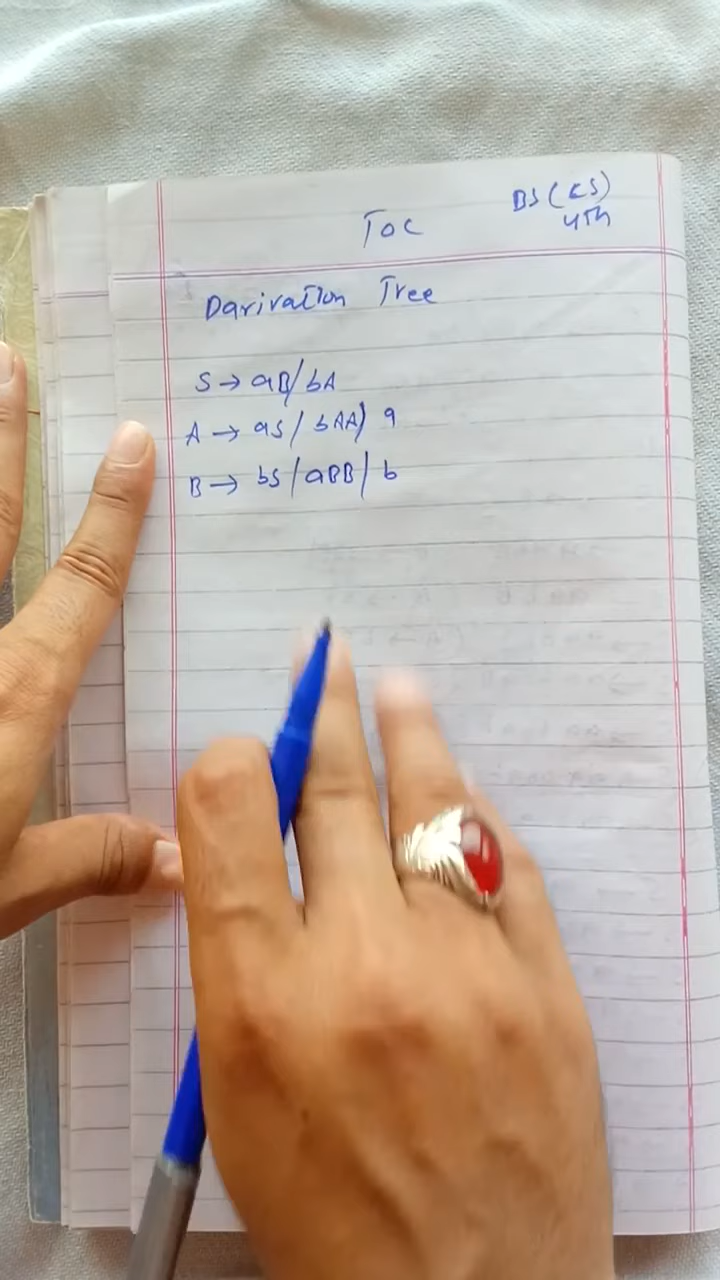 TOC
BS(CS)
4Th
Darivation Tree
S → aB/bA
A → aS/bAA/a
B → bS/aBB/b